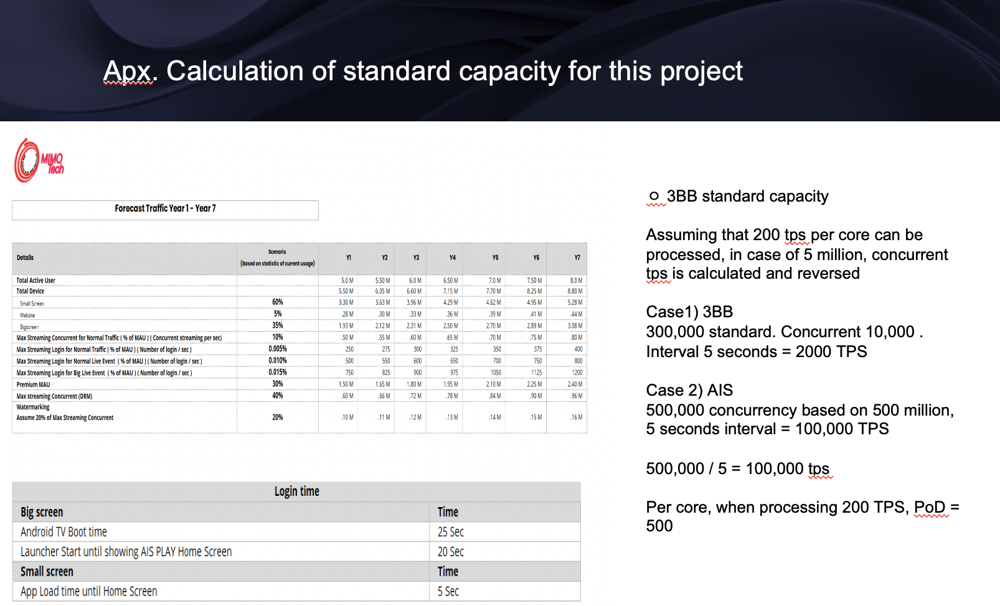 Apx. Calculation of standard capacity for this project
MIMO
Tech
Forecast Traffic Year 1 - Year 7
Details Scenario (Based on statistic of current usage) Y1 Y2 Y3 Y4 Y5 Y6 Y7
Total Active User 5.0 M 5.50 M 6.0 M 6.50 M 7.0 M 7.50 M 8.0 M
Total Device 5.50 M 6.05 M 6.60 M 7.15 M 7.70 M 8.25 M 8.80 M
Small Screen 60% 3.30 M 3.63 M 3.96 M 4.29 M 4.62 M 4.95 M 5.28 M
Website 5% .28 M .30 M .33 M .36 M .39 M .41 M .44 M
Bigscreen 35% 1.93 M 2.12 M 2.31 M 2.50 M 2.70 M 2.89 M 3.08 M
Max Streaming Concurrent for Normal Traffic ( % of MAU ) ( Concurrent streaming per sec) 10% .50 M .55 M .60 M .65 M .70 M .75 M .80 M
Max Streaming Login for Normal Traffic ( % of MAU ) ( Number of login / sec ) 0.005% 250 275 300 325 350 375 400
Max Streaming Login for Normal Live Event ( % of MAU ) ( Number of login / sec ) 0.010% 500 550 600 650 700 750 800
Max Streaming Login for Big Live Event ( % of MAU ) ( Number of login / sec ) 0.015% 750 825 900 975 1050 1125 1200
Premium MAU 30% 1.50 M 1.65 M 1.80 M 1.95 M 2.10 M 2.25 M 2.40 M
Max streaming Concurrent (DRM) 40% .60 M .66 M .72 M .78 M .84 M .90 M .96 M
Watermarking
Assume 20% of Max Streaming Concurrent 20% .10 M .11 M .12 M .13 M .14 M .15 M .16 M
Login time
Big screen Time
Android TV Boot time 25 Sec
Launcher Start until showing AIS PLAY Home Screen 20 Sec
Small screen Time
App Load time until Home Screen 5 Sec
○ 3BB standard capacity
Assuming that 200 tps per core can be
processed, in case of 5 million, concurrent
tps is calculated and reversed
Case1) 3BB
300,000 standard. Concurrent 10,000 .
Interval 5 seconds = 2000 TPS
Case 2) AIS
500,000 concurrency based on 500 million,
5 seconds interval = 100,000 TPS
500,000 / 5 = 100,000 tps
Per core, when processing 200 TPS, PoD =
500